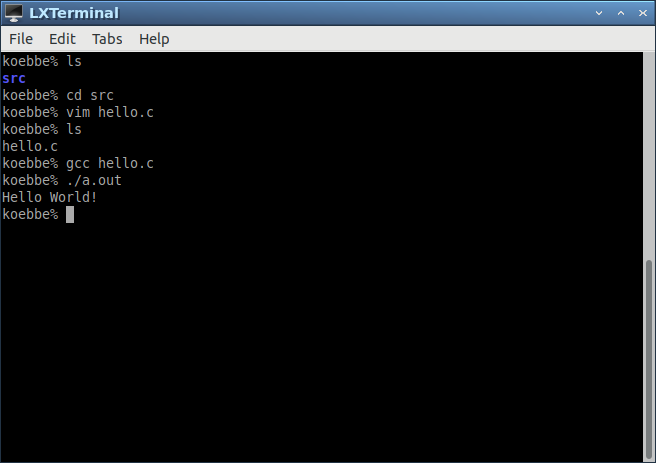 LXTerminal
File Edit Tabs Help
koebbe% ls
src
koebbe% cd src
koebbe% vim hello.c
koebbe% ls
hello.c
koebbe% gcc hello.c
koebbe% ./a.out
Hello World!
koebbe%